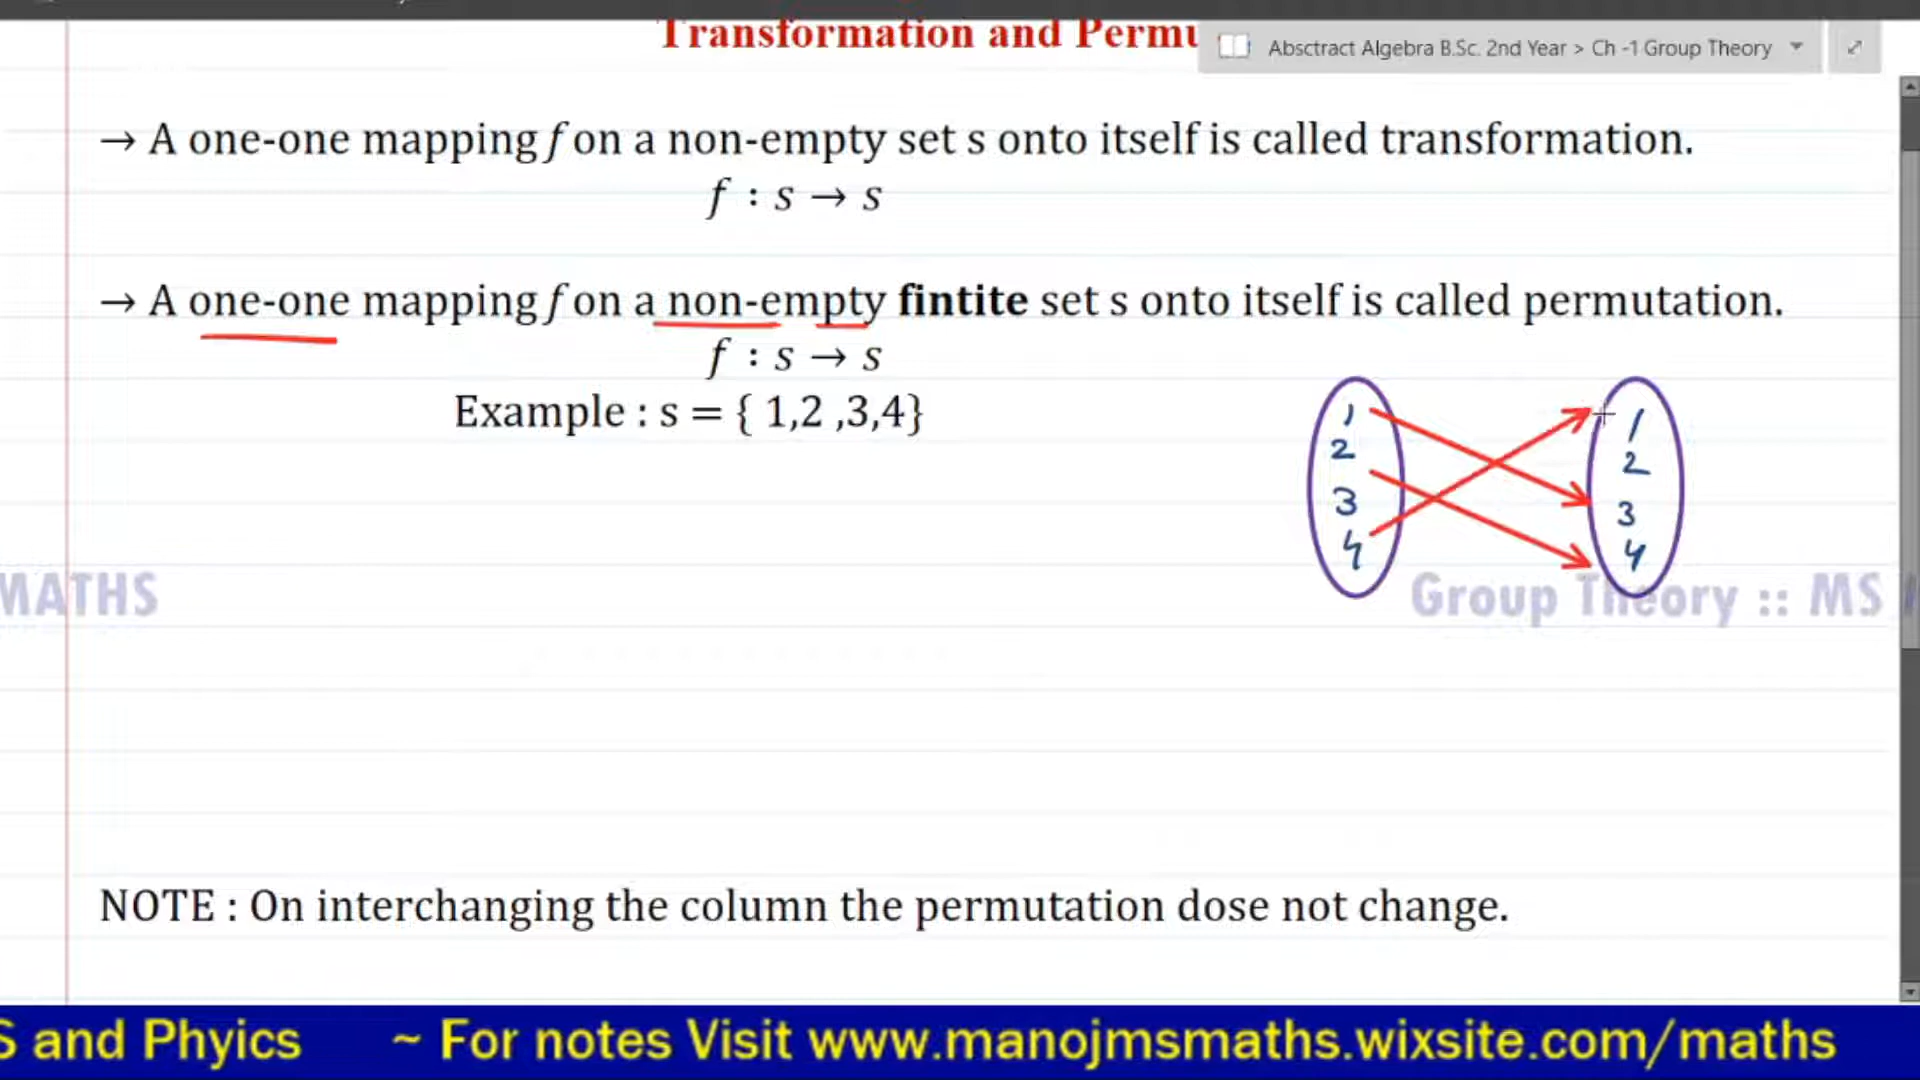 Transformation and Permu
Absctract Algebra B.Sc. 2nd Year > Ch -1 Group Theory
→ A one-one mapping f on a non-empty set s onto itself is called transformation.
f : s → s
→ A one-one mapping f on a non-empty fintite set s onto itself is called permutation.
f : s → s
Example : s = { 1,2 ,3,4}
1 1
2 2
3 3
4 4
MATHS Group Theory :: MS
NOTE : On interchanging the column the permutation dose not change.
S and Phyics ~ For notes Visit www.manojmsmaths.wixsite.com/maths